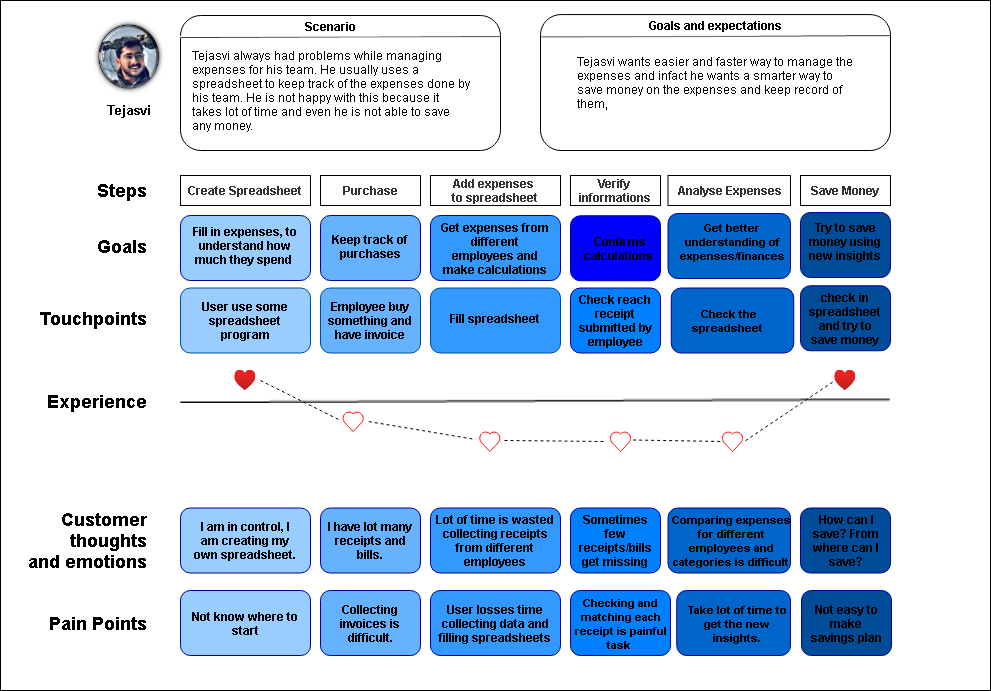 Scenario
Tejasvi always had problems while managing
expenses for his team. He usually uses a
spreadsheet to keep track of the expenses done by
his team. He is not happy with this because it
takes lot of time and even he is not able to save
any money.
Goals and expectations
Tejasvi wants easier and faster way to manage the
expenses and infact he wants a smarter way to
save money on the expenses and keep record of
them,
Tejasvi
Steps
Create Spreadsheet
Purchase
Add expenses
to spreadsheet
Verify
informations
Analyse Expenses
Save Money
Goals
Fill in expenses, to
understand how
much they spend
Keep track of
purchases
Get expenses from
different
employees and
make calculations
Confirms
calculations
Get better
understanding of
expenses/finances
Try to save
money using
new insights
Touchpoints
User use some
spreadsheet
program
Employee buy
something and
have invoice
Fill spreadsheet
Check reach
receipt
submitted by
employee
Check the
spreadsheet
check in
spreadsheet
and try to
save money
Experience
Customer
thoughts
and emotions
I am in control, I
am creating my
own spreadsheet.
I have lot many
receipts and
bills.
Lot of time is wasted
collecting receipts
from different
employees
Sometimes
few
receipts/bills
get missing
Comparing expenses
for different
employees and
categories is difficult
How can I
save? From
where can I
save?
Pain Points
Not know where to
start
Collecting
invoices is
difficult.
User losses time
collecting data and
filling spreadsheets
Checking and
matching each
receipt is painful
task
Take lot of time to
get the new
insights.
Not easy to
make
savings plan